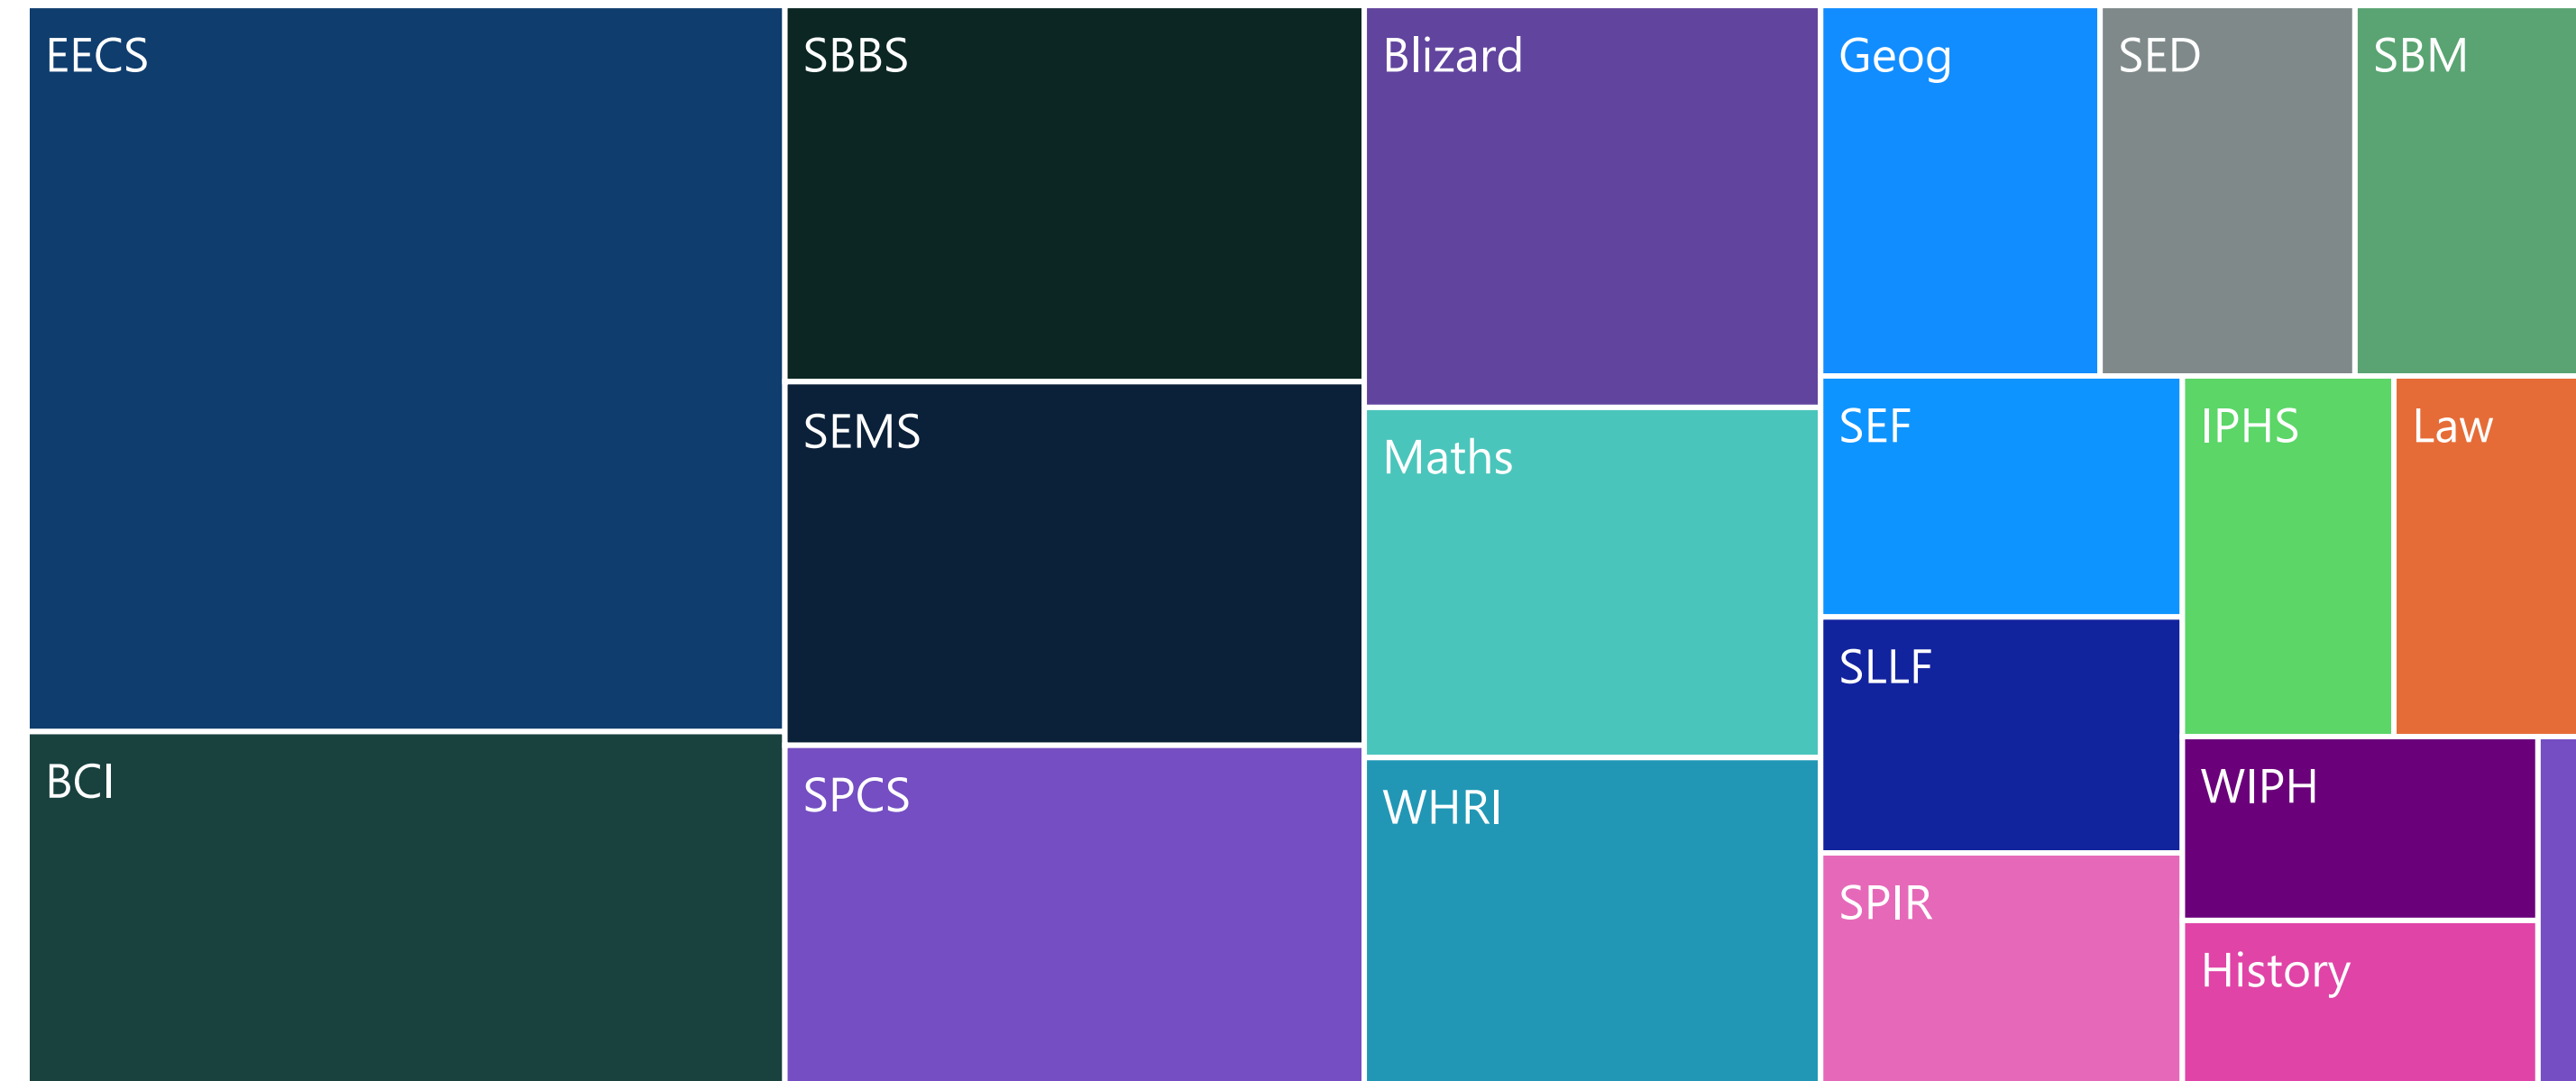 EECS
BCI
SBBS
SEMS
SPCS
Blizard
Maths
WHRI
Geog
SED
SBM
SEF
SLLF
SPIR
IPHS
Law
WIPH
History